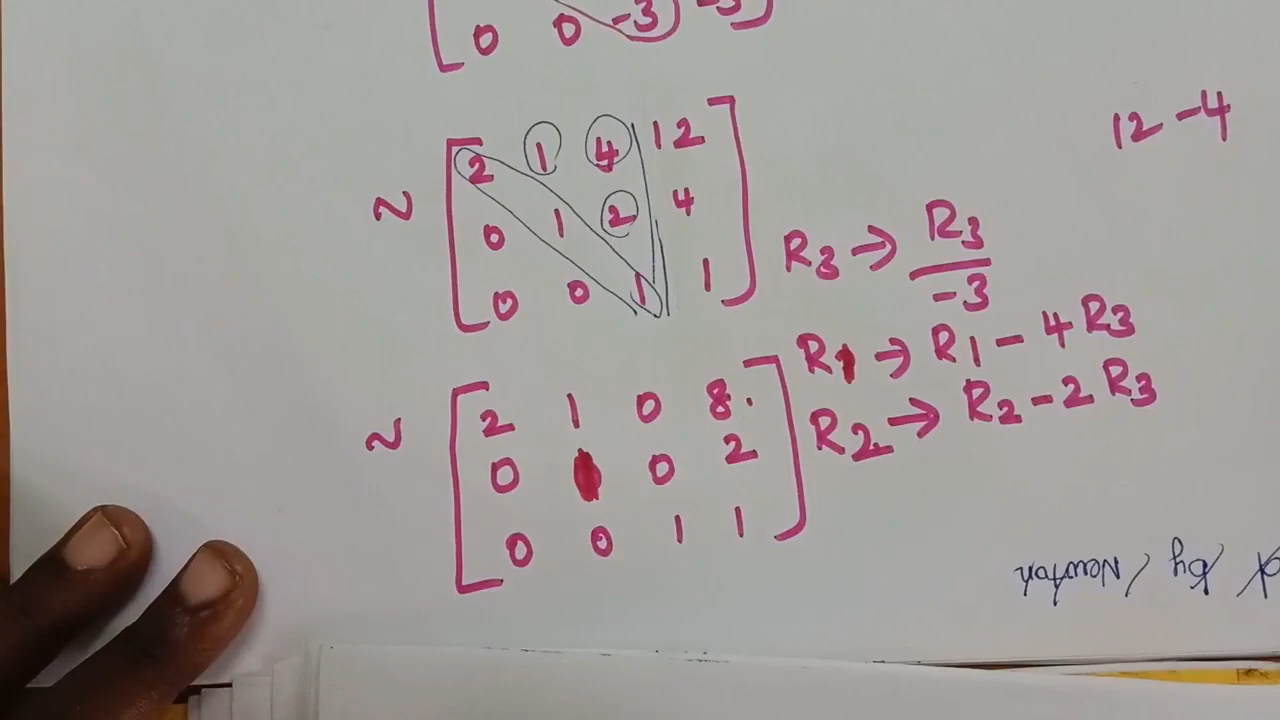 0 0 -3 -3
12 -4
2 1 4 12
~ 0 1 2 4
0 0 1 1
R3 → R3/-3
R1 → R1 - 4R3
~ 2 1 0 8.
R2 → R2 - 2R3
0 1 0 2
0 0 1 1
by / Newton